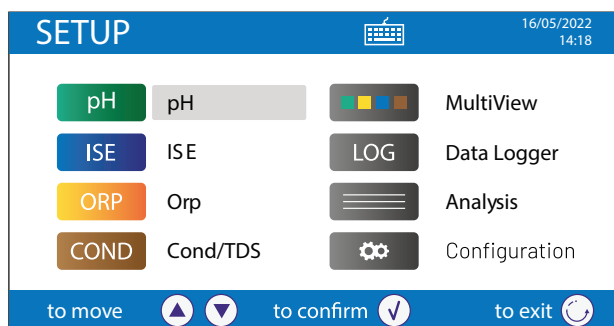 SETUP
16/05/2022
14:18
pH pH MultiView
ISE ISE LOG Data Logger
ORP Orp Analysis
COND Cond/TDS Configuration
to move to confirm to exit